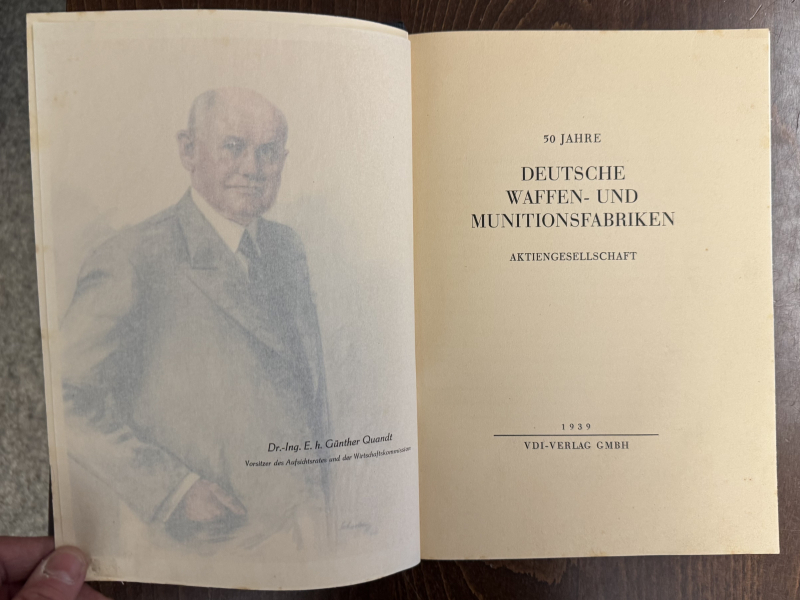 Dr.-Ing. E. h. Günther Quandt
Vorsitzer des Aufsichtsrates und der Wirtschaftskommission
50 JAHRE
DEUTSCHE
WAFFEN- UND
MUNITIONSFABRIKEN
AKTIENGESELLSCHAFT
1939
VDI-VERLAG GMBH